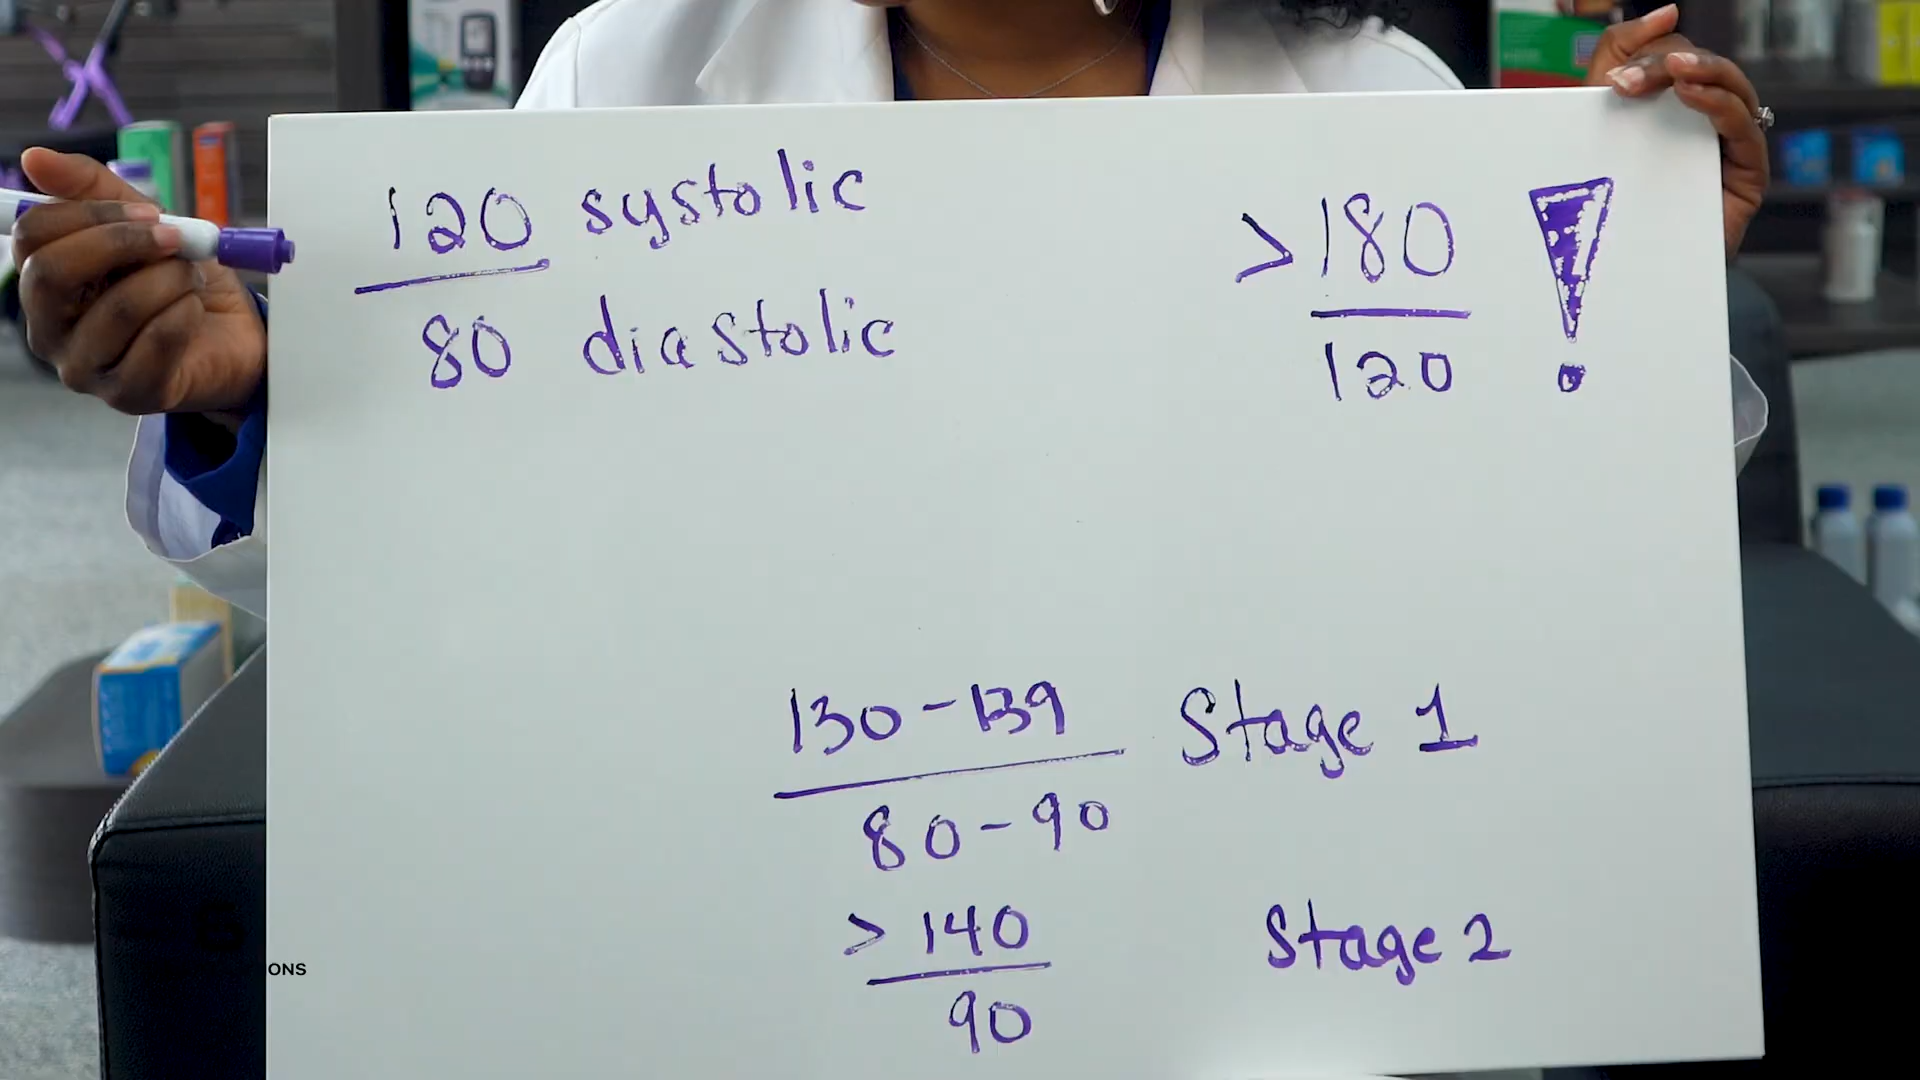 120 systolic
80 diastolic
>180 !
120
130-139 Stage 1
80-90
>140 Stage 2
90
ONS